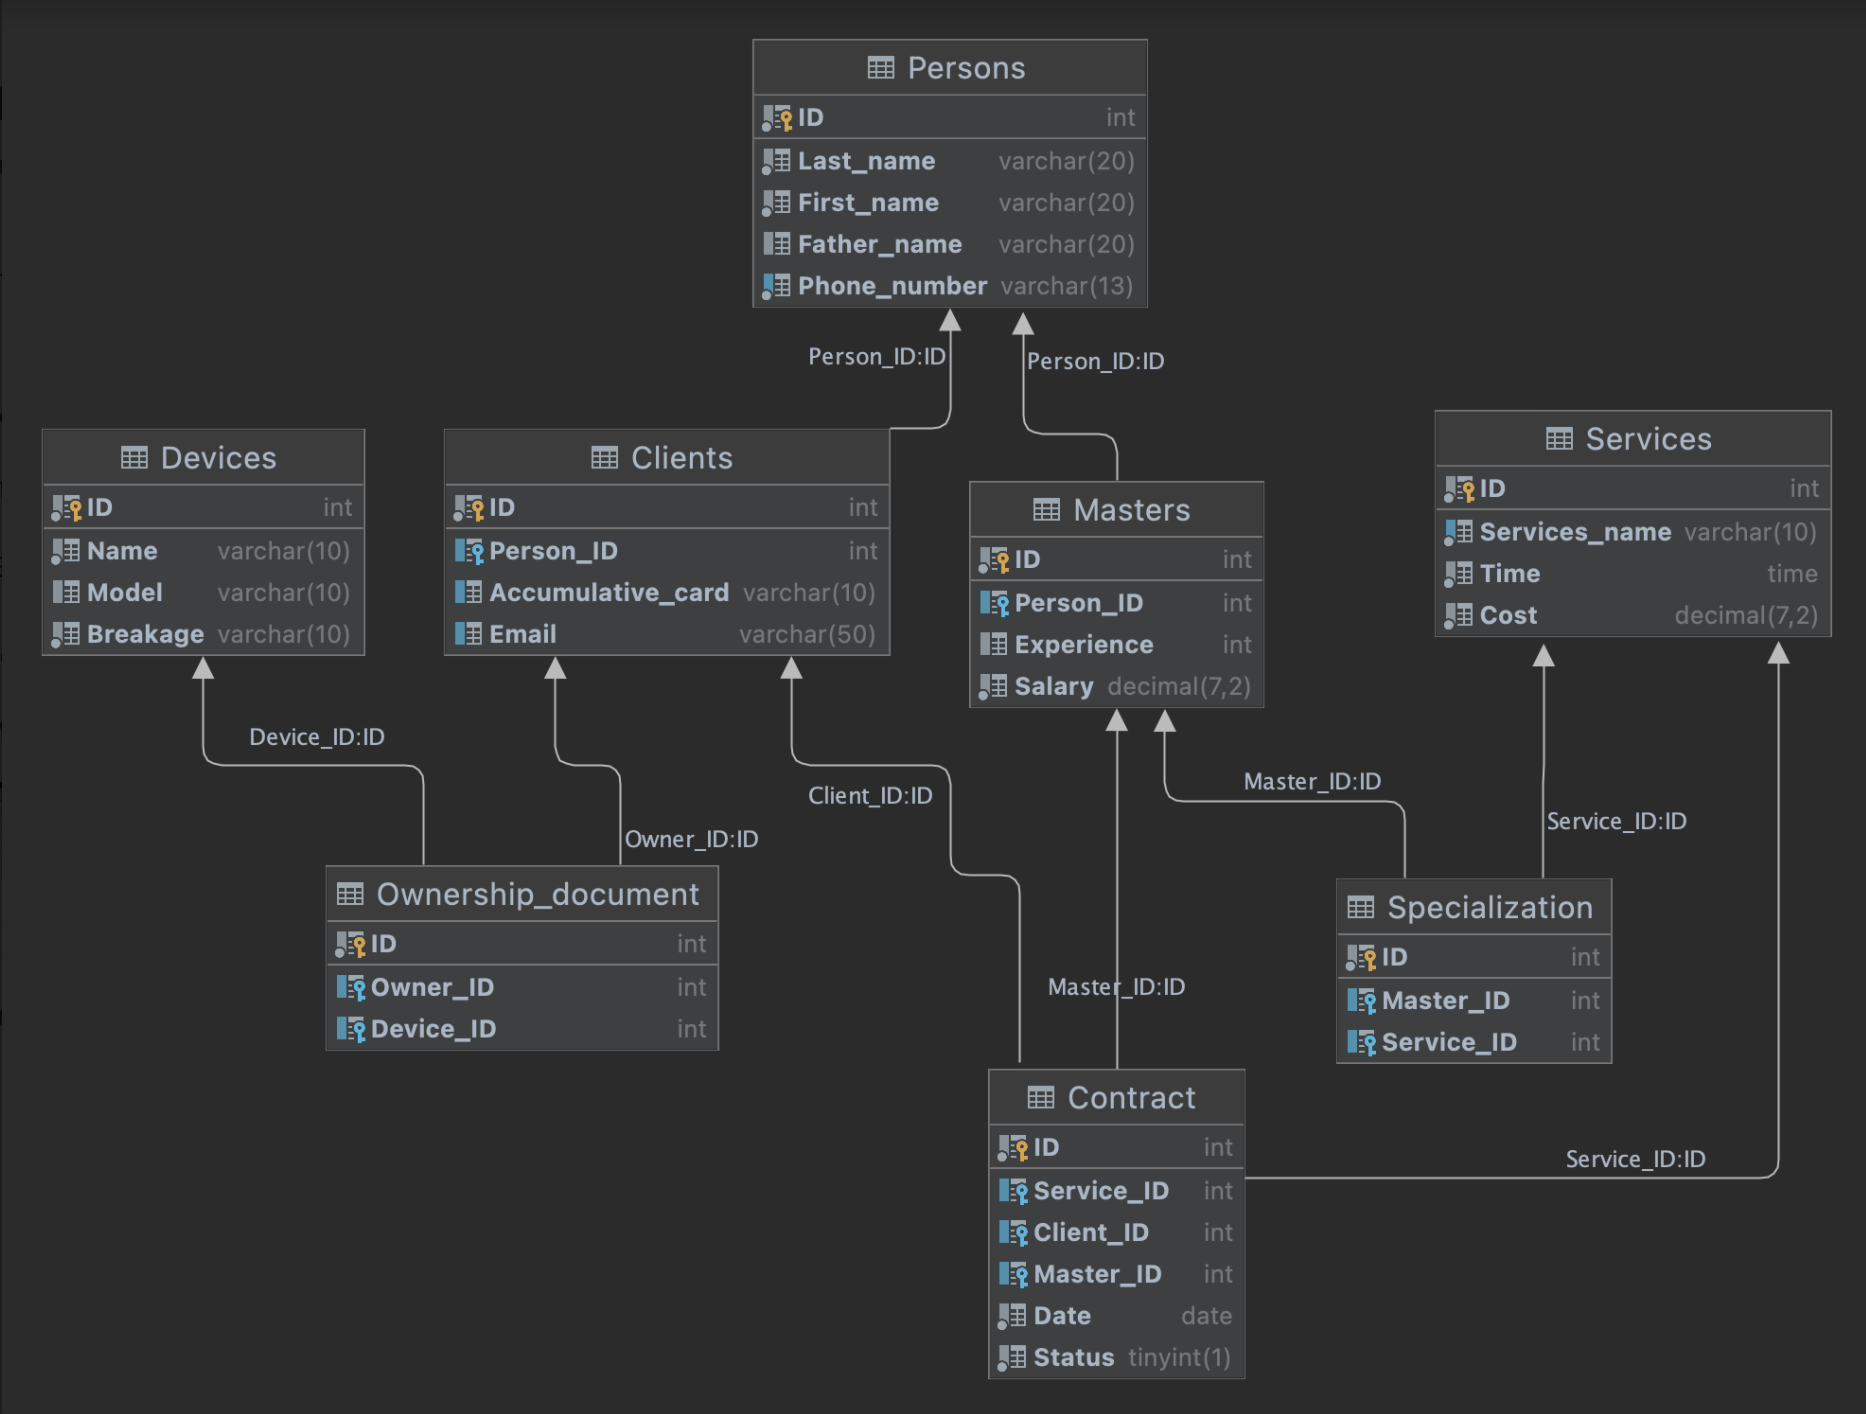 Persons
ID int
Last_name varchar(20)
First_name varchar(20)
Father_name varchar(20)
Phone_number varchar(13)
Person_ID:ID
Person_ID:ID
Devices
ID int
Name varchar(10)
Model varchar(10)
Breakage varchar(10)
Clients
ID int
Person_ID int
Accumulative_card varchar(10)
Email varchar(50)
Masters
ID int
Person_ID int
Experience int
Salary decimal(7,2)
Services
ID int
Services_name varchar(10)
Time time
Cost decimal(7,2)
Device_ID:ID
Owner_ID:ID
Client_ID:ID
Master_ID:ID
Service_ID:ID
Ownership_document
ID int
Owner_ID int
Device_ID int
Master_ID:ID
Specialization
ID int
Master_ID int
Service_ID int
Contract
ID int
Service_ID int
Client_ID int
Master_ID int
Date date
Status tinyint(1)
Service_ID:ID